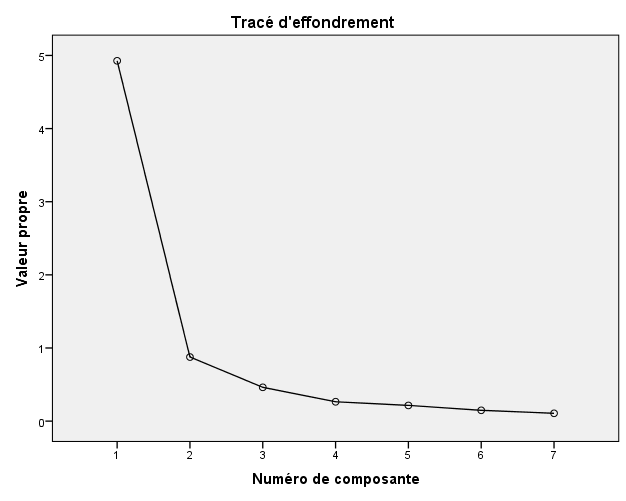 Tracé d'effondrement
Valeur propre
5
4
3
2
1
0
1 2 3 4 5 6 7
Numéro de composante